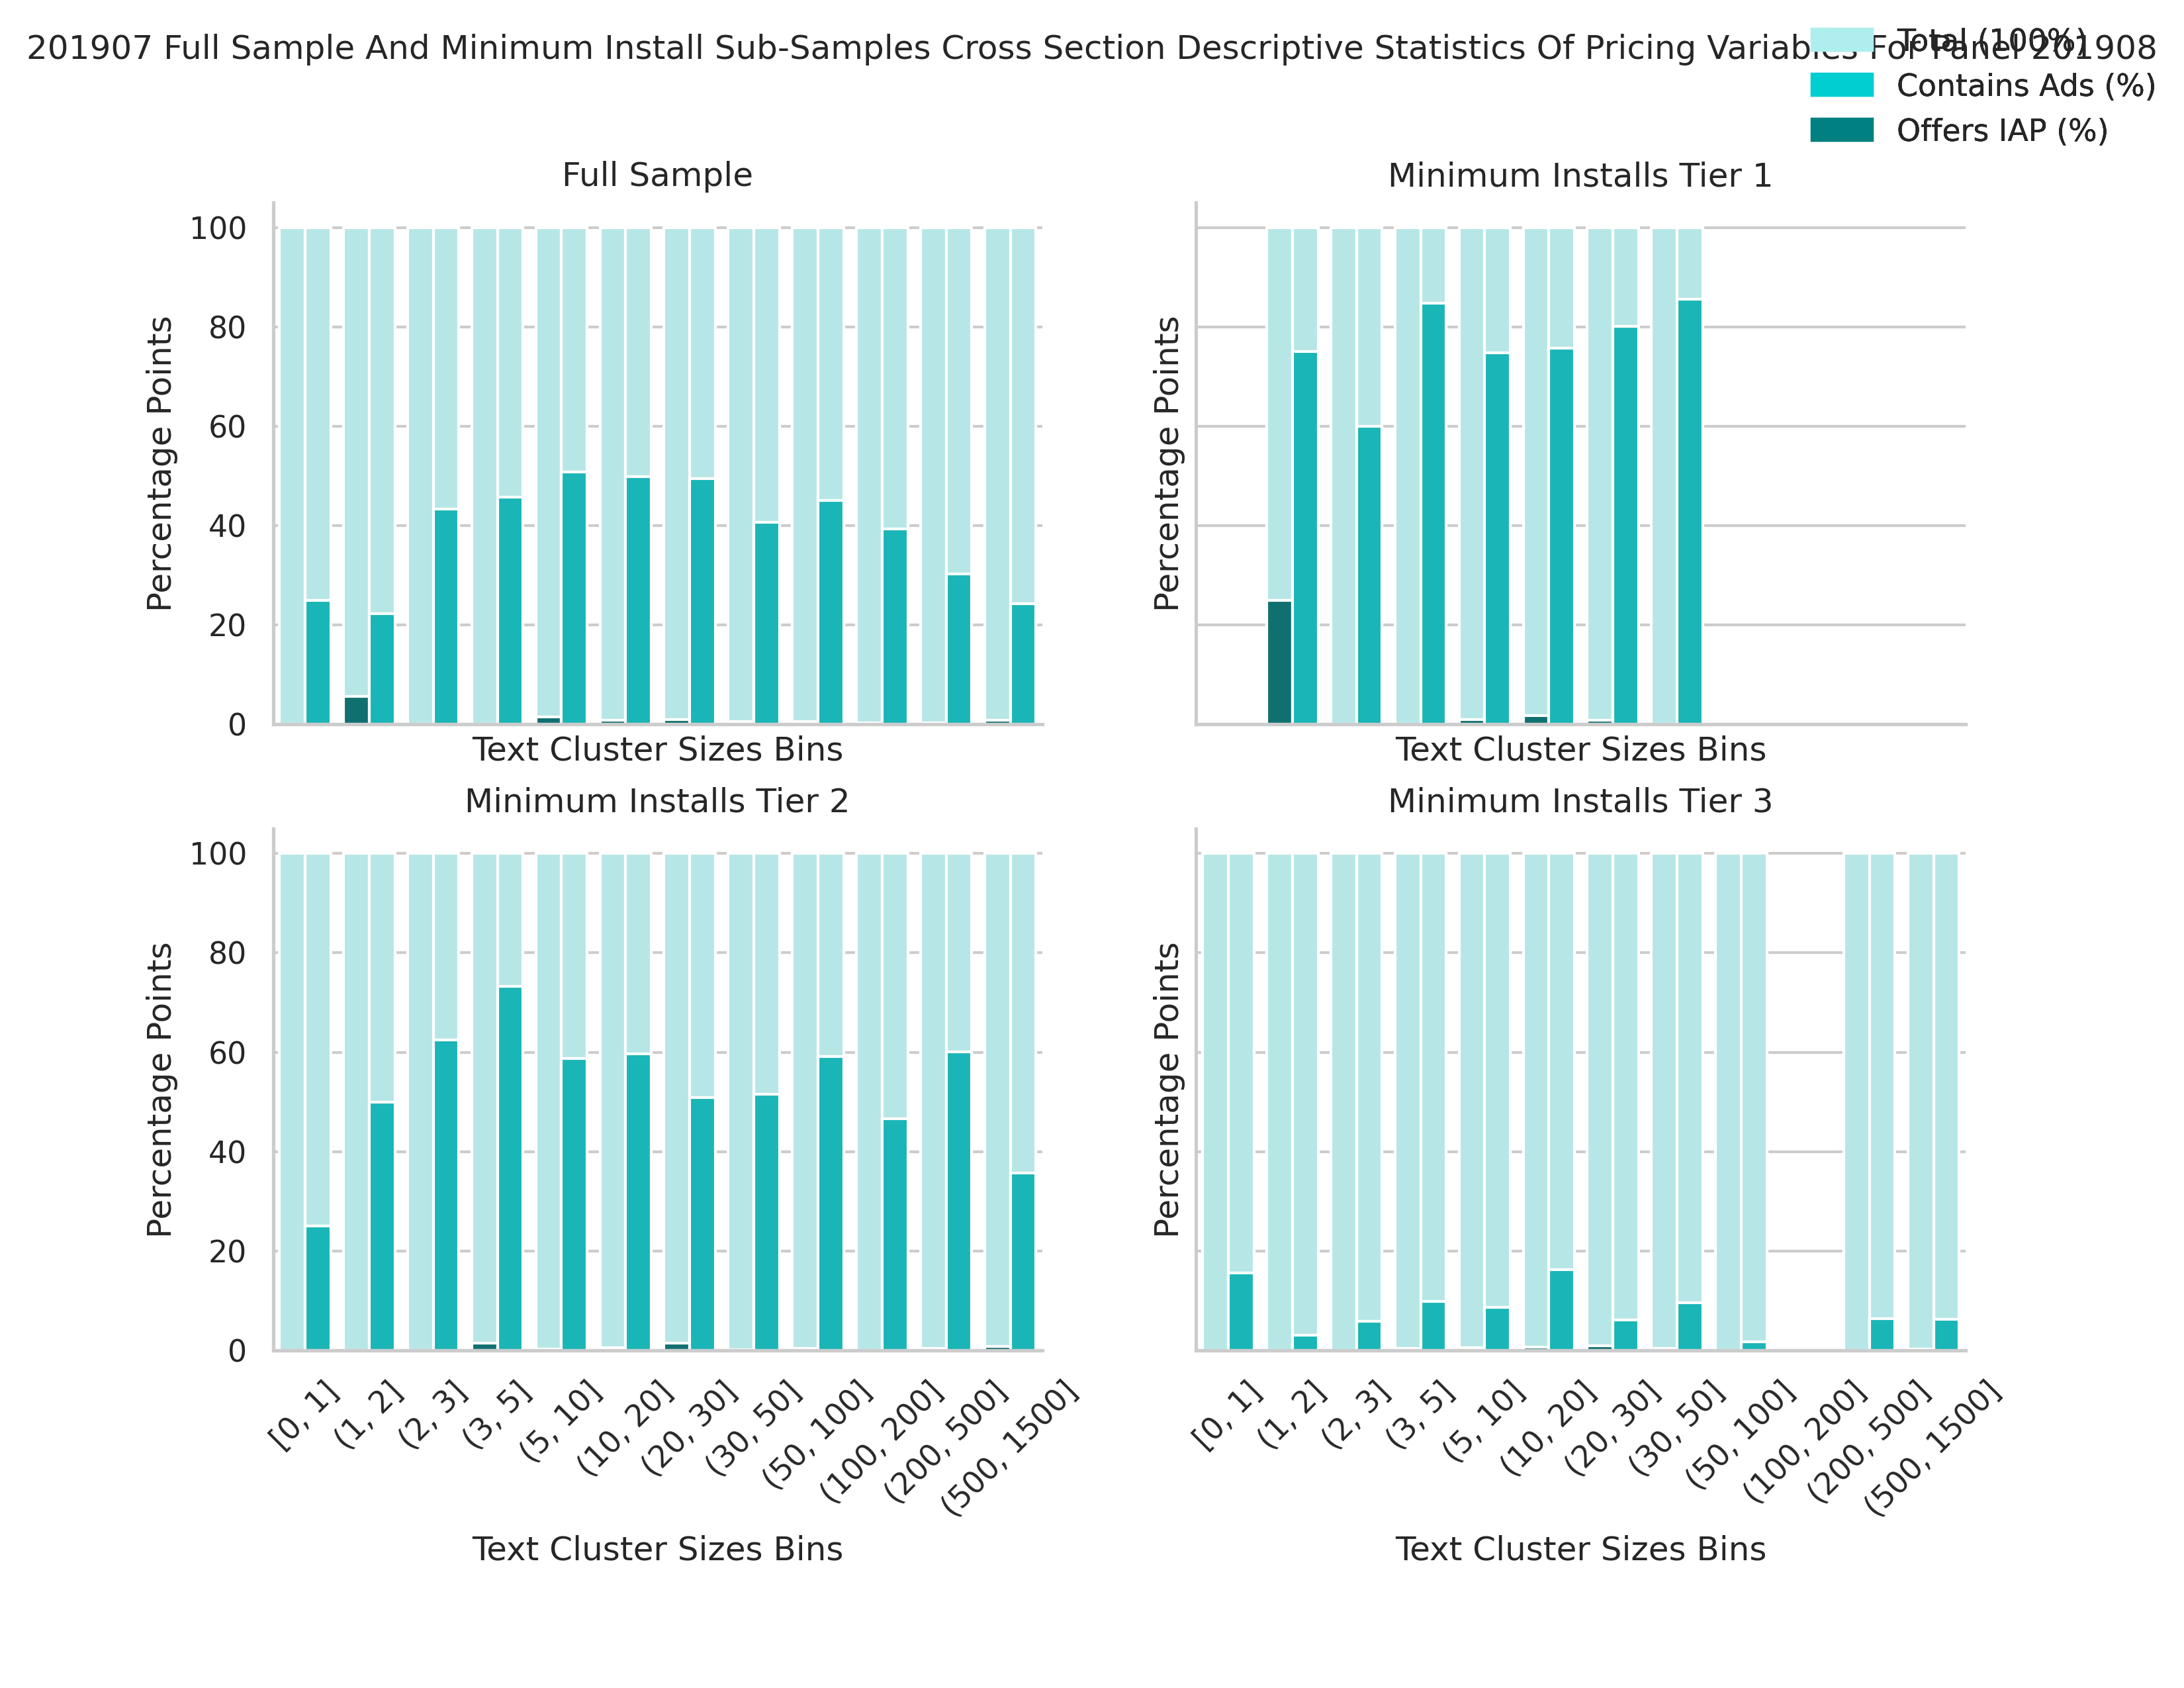 201907 Full Sample And Minimum Install Sub-Samples Cross Section Descriptive Statistics Of Pricing Variables For Panel 201908
Total (100%)
Contains Ads (%)
Offers IAP (%)
Full Sample
Minimum Installs Tier 1
100
80
60
40
20
0
Percentage Points
Percentage Points
Text Cluster Sizes Bins
Text Cluster Sizes Bins
Minimum Installs Tier 2
Minimum Installs Tier 3
100
80
60
40
20
0
Percentage Points
Percentage Points
[0, 1]
(1, 2]
(2, 3]
(3, 5]
(5, 10]
(10, 20]
(20, 30]
(30, 50]
(50, 100]
(100, 200]
(200, 500]
(500, 1500]
[0, 1]
(1, 2]
(2, 3]
(3, 5]
(5, 10]
(10, 20]
(20, 30]
(30, 50]
(50, 100]
(100, 200]
(200, 500]
(500, 1500]
Text Cluster Sizes Bins
Text Cluster Sizes Bins